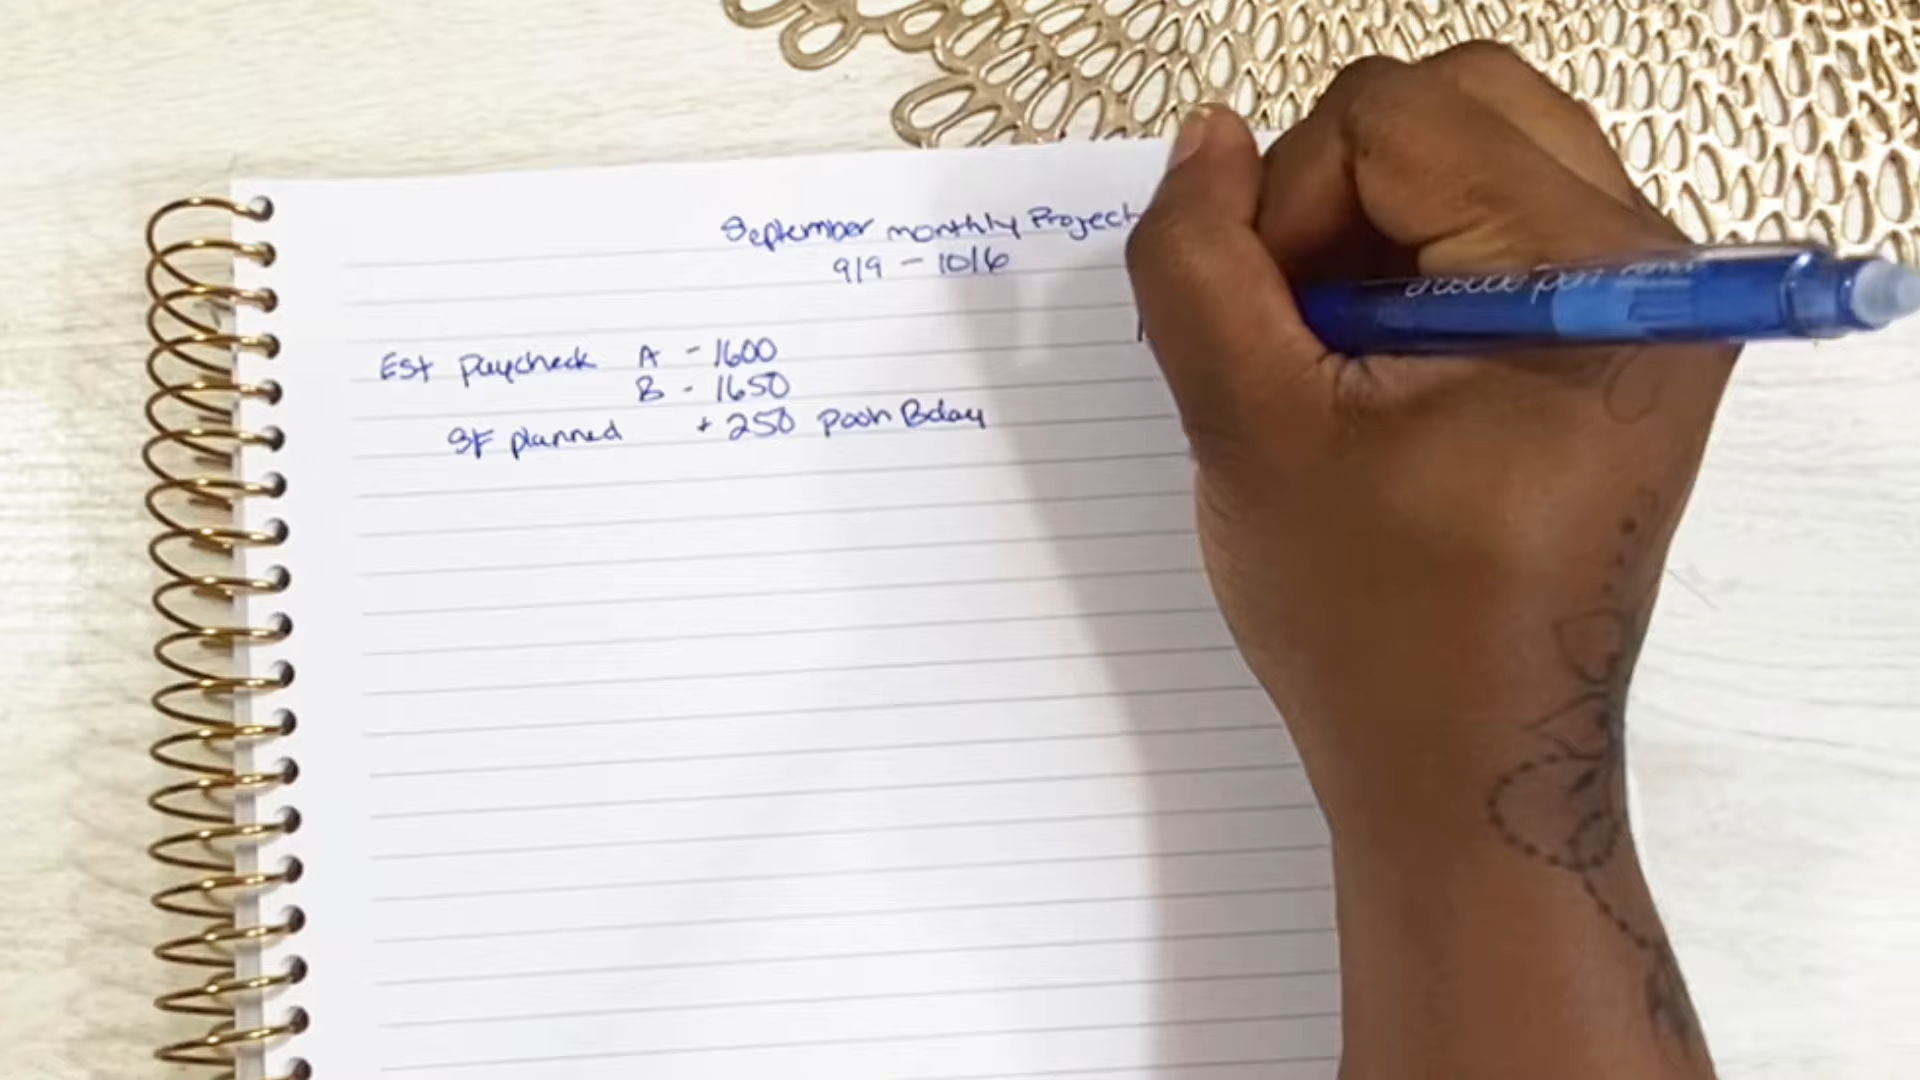 September monthly Project
9/9 - 10/6
Est Paycheck A - 1600
B - 1650
SF planned + 250 Pooh Bday